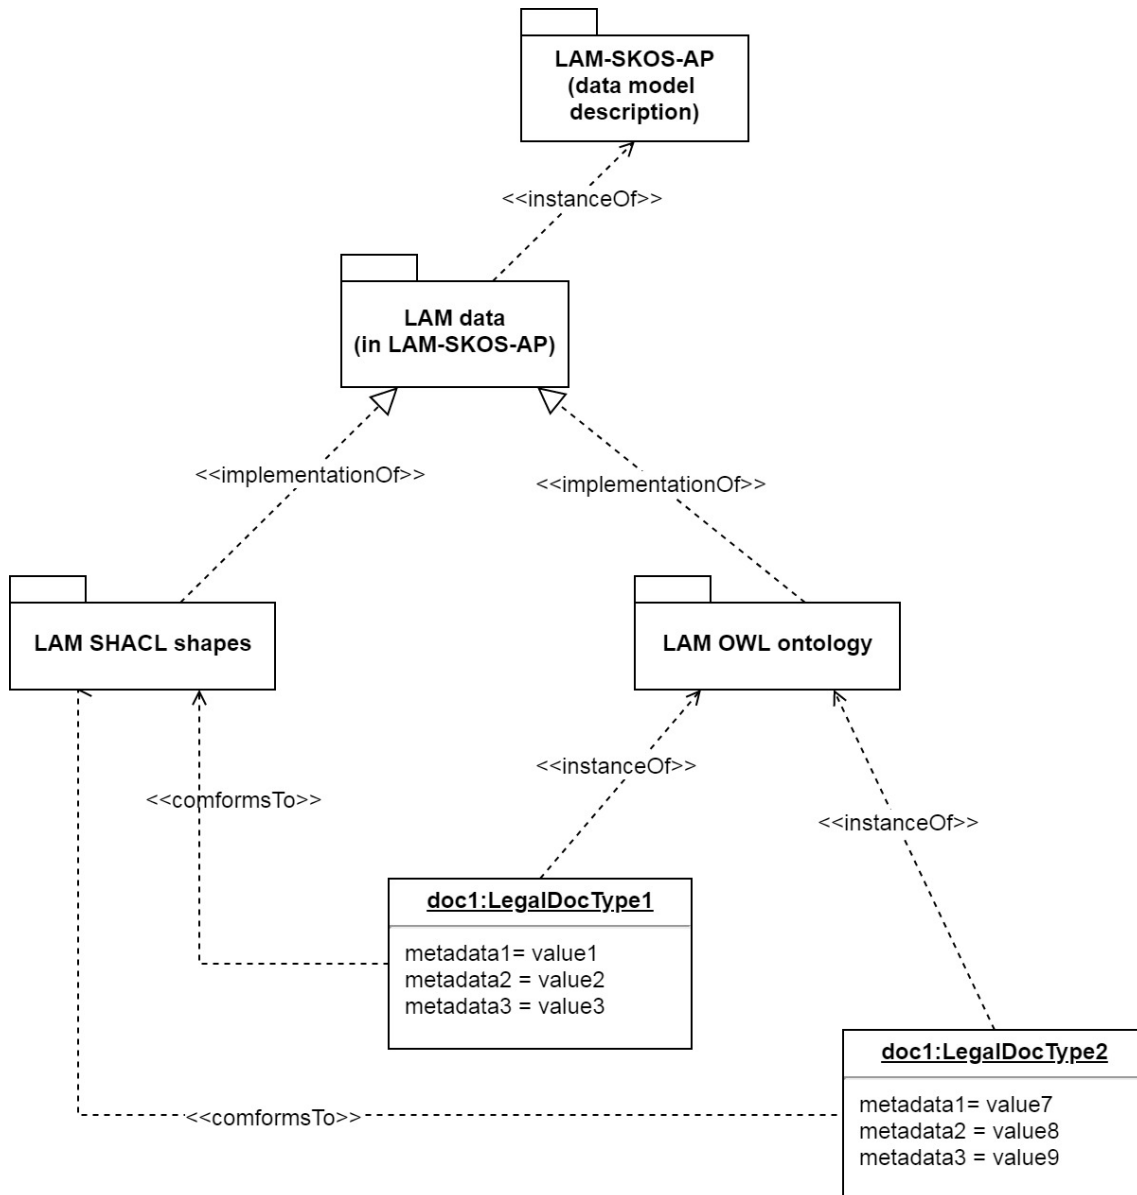 LAM-SKOS-AP
(data model
description)
<<instanceOf>>
LAM data
(in LAM-SKOS-AP)
<<implementationOf>>
<<implementationOf>>
LAM SHACL shapes
LAM OWL ontology
<<instanceOf>>
<<comformsTo>>
<<instanceOf>>
doc1:LegalDocType1
metadata1= value1
metadata2 = value2
metadata3 = value3
doc1:LegalDocType2
<<comformsTo>>
metadata1= value7
metadata2 = value8
metadata3 = value9